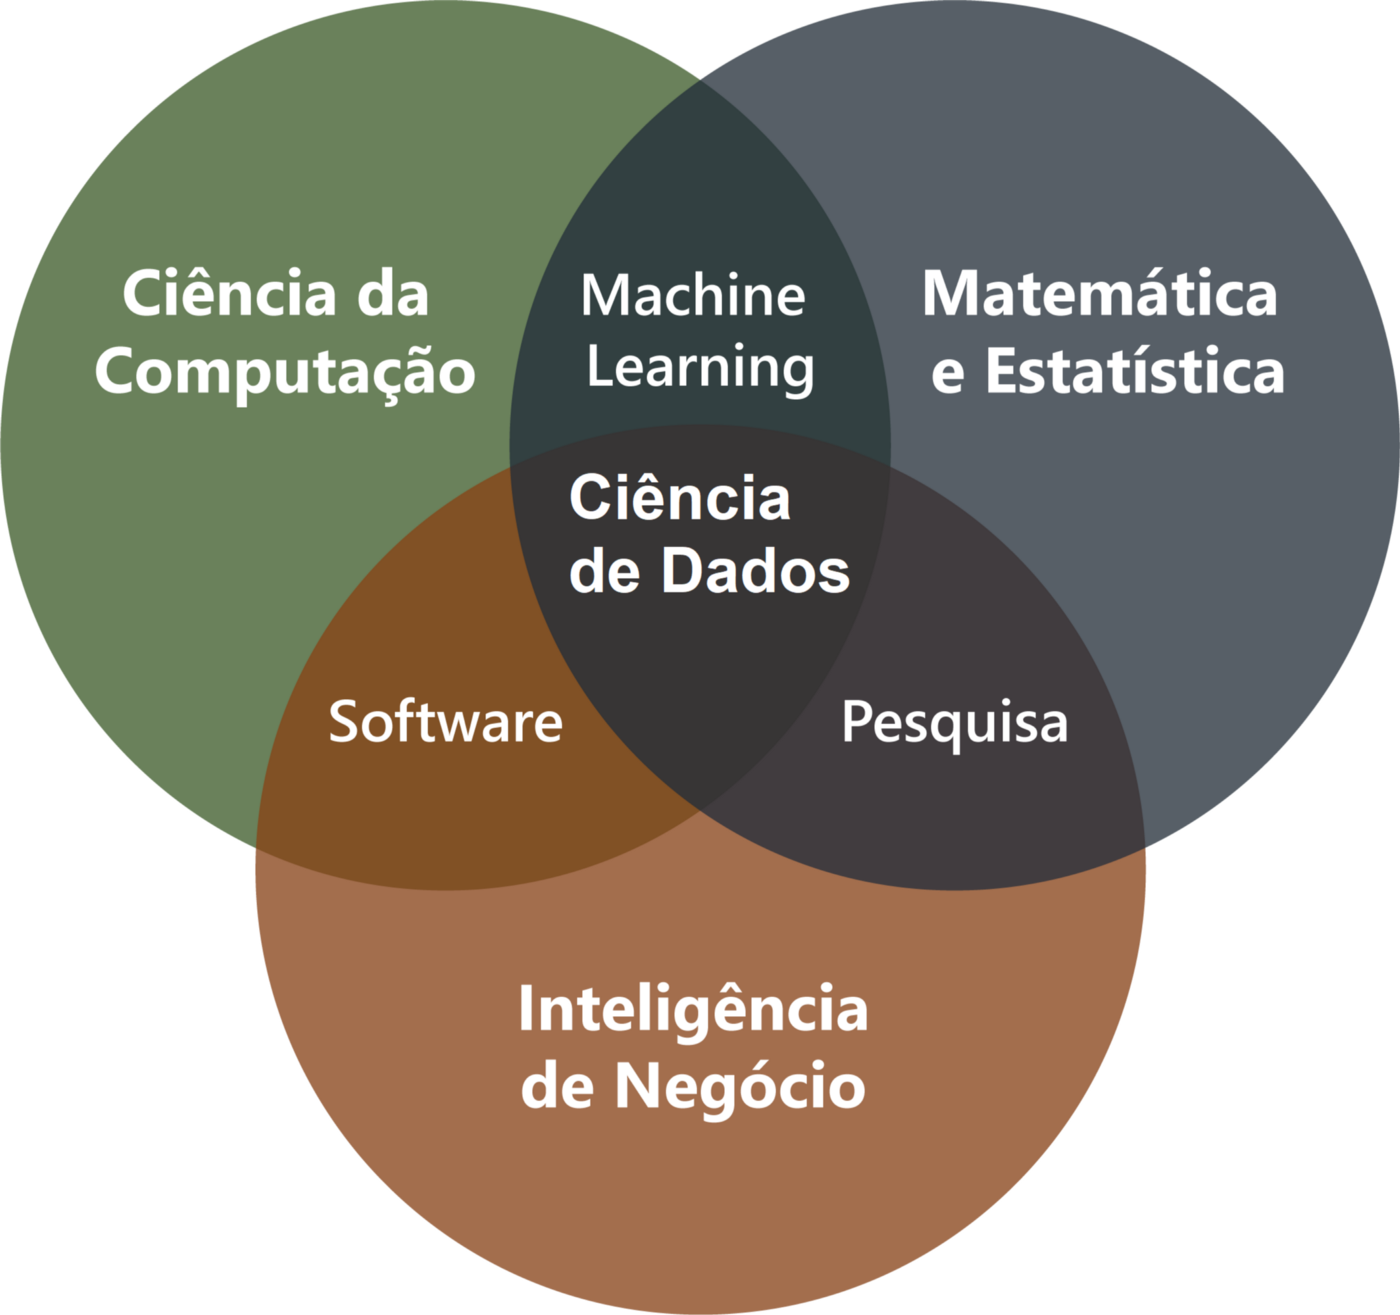 Ciência da
Computação
Machine
Learning
Matemática
e Estatística
Ciência
de Dados
Software
Pesquisa
Inteligência
de Negócio